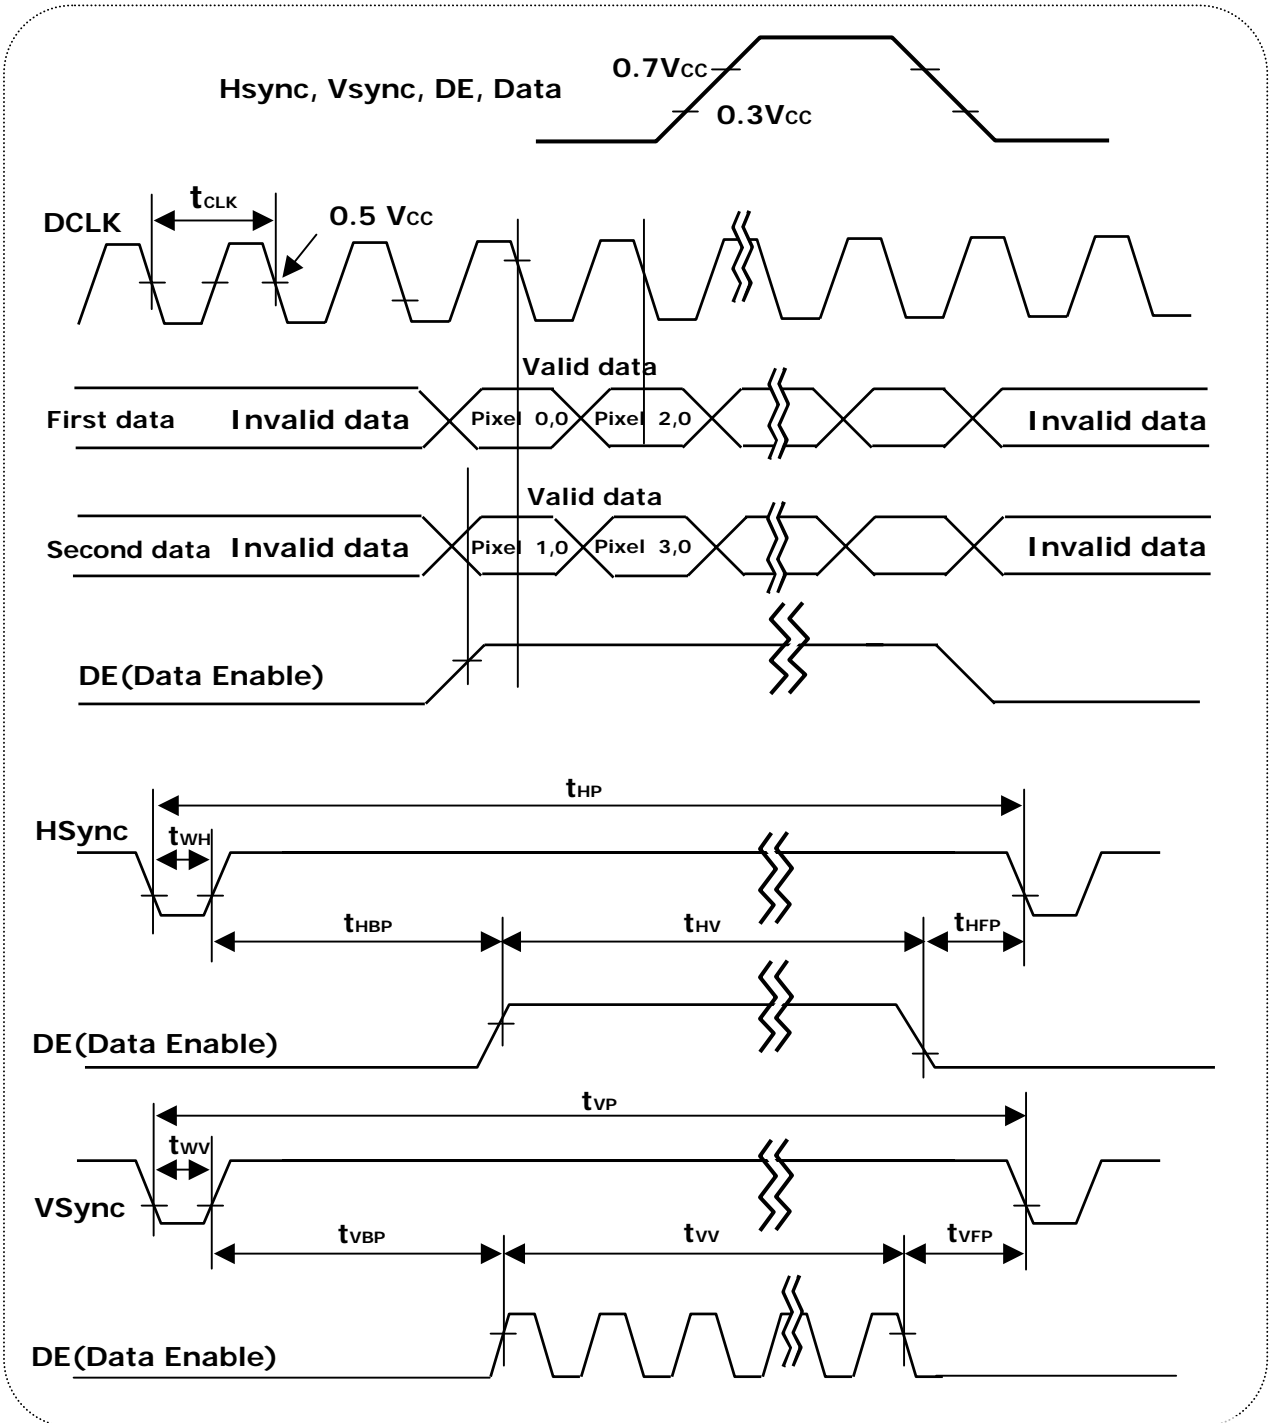 Hsync, Vsync, DE, Data
0.7VCC
0.3VCC
DCLK
tCLK
0.5 VCC
Valid data
First data
Invalid data
Pixel 0,0
Pixel 2,0
Invalid data
Valid data
Second data
Invalid data
Pixel 1,0
Pixel 3,0
Invalid data
DE(Data Enable)
tHP
HSync
tWH
tHBP
tHV
tHFP
DE(Data Enable)
tVP
tWV
VSync
tVBP
tVV
tVFP
DE(Data Enable)